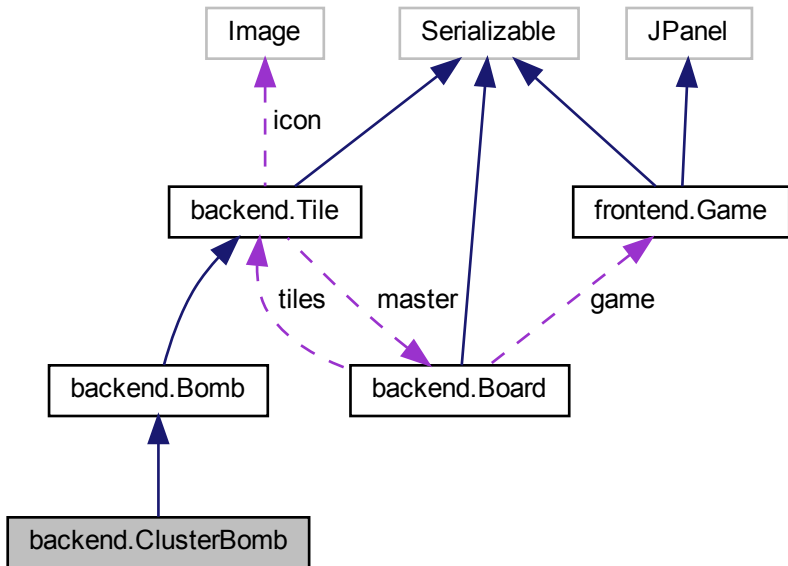 Image
Serializable
JPanel
icon
backend.Tile
frontend.Game
tiles
master
game
backend.Bomb
backend.Board
backend.ClusterBomb